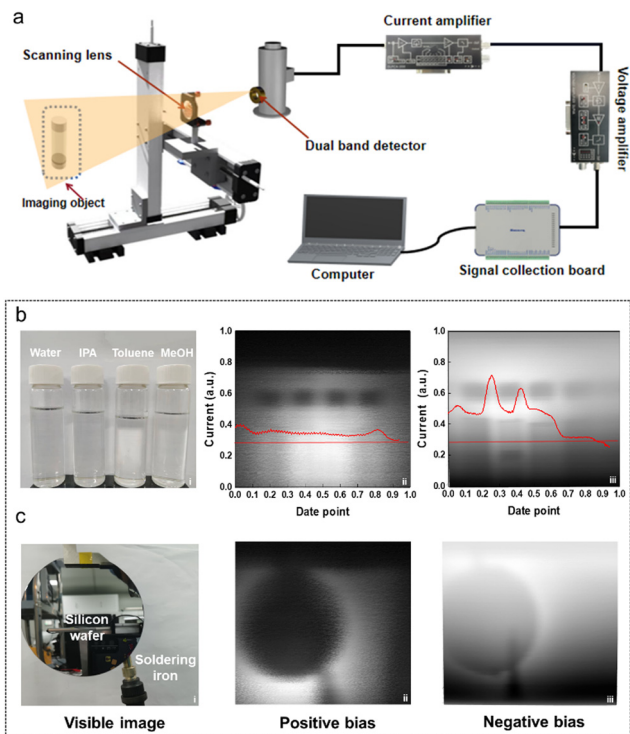 a
Current amplifier
Scanning lens
Voltage amplifier
Dual band detector
Imaging object
Computer
Signal collection board
b
Water IPA Toluene MeOH
i
Current (a.u.)
1.0
0.8
0.6
0.4
0.2
0.0
0.0 0.1 0.2 0.3 0.4 0.5 0.6 0.7 0.8 0.9 1.0
Date point
ii
Current (a.u.)
1.0
0.8
0.6
0.4
0.2
0.0
0.0 0.1 0.2 0.3 0.4 0.5 0.6 0.7 0.8 0.9 1.0
Date point
iii
c
Silicon
wafer
Soldering
iron
i
ii
iii
Visible image
Positive bias
Negative bias